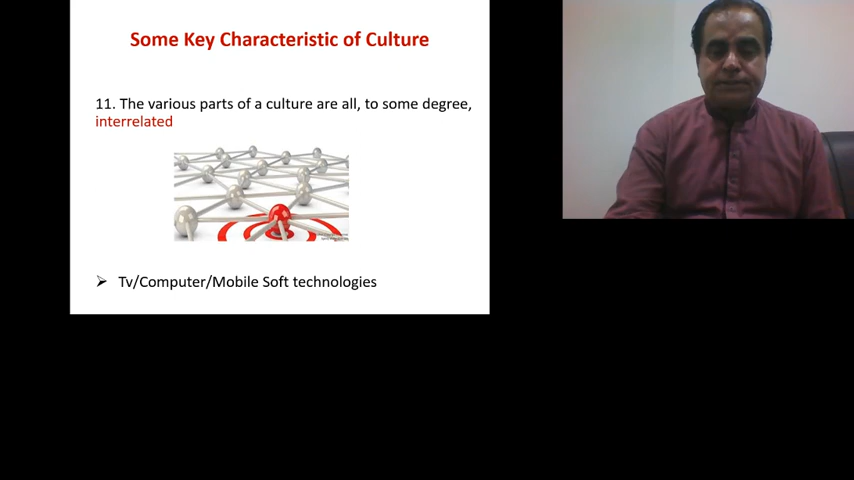 Some Key Characteristic of Culture
11. The various parts of a culture are all, to some degree,
interrelated
➢ Tv/Computer/Mobile Soft technologies